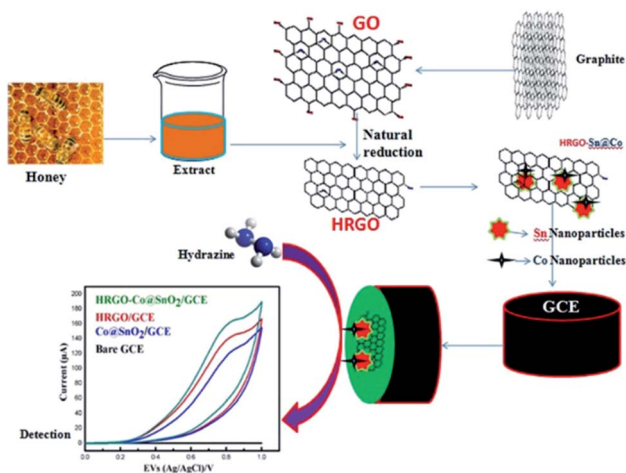 GO
Graphite
Honey
Extract
Natural
reduction
HRGO
HRGO-Sn@Co
Sn Nanoparticles
Co Nanoparticles
Hydrazine
GCE
HRGO-Co@SnO₂/GCE
HRGO/GCE
Co@SnO₂/GCE
Bare GCE
Current (µA)
200
180
160
140
120
100
80
60
40
20
0
0.0 0.2 0.4 0.6 0.8 1.0
EVs (Ag/AgCl)/V
Detection